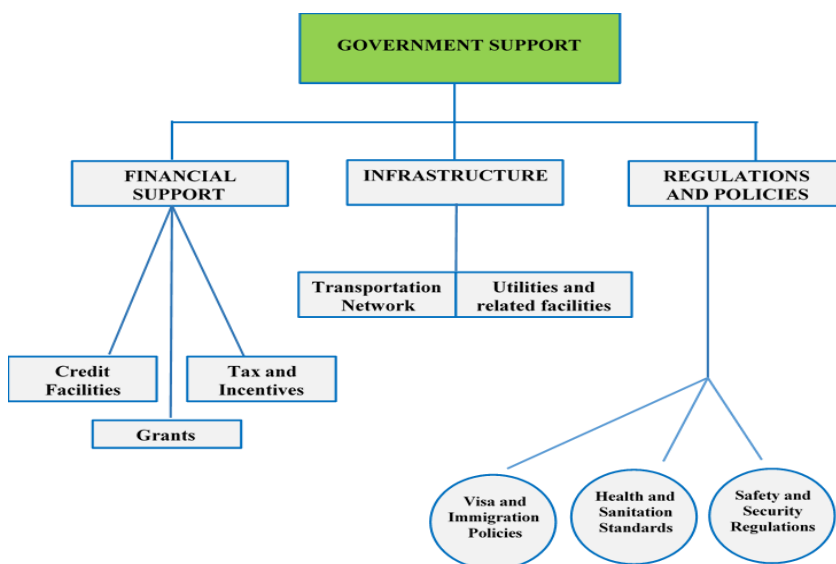 GOVERNMENT SUPPORT
FINANCIAL
SUPPORT
INFRASTRUCTURE
REGULATIONS
AND POLICIES
Transportation
Network
Utilities and
related facilities
Credit
Facilities
Tax and
Incentives
Grants
Visa and
Immigration
Policies
Health and
Sanitation
Standards
Safety and
Security
Regulations